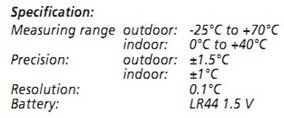 Specification:
Measuring range outdoor: -25°C to +70°C
indoor: 0°C to +40°C
Precision: outdoor: ±1.5°C
indoor: ±1°C
Resolution: 0.1°C
Battery: LR44 1.5 V